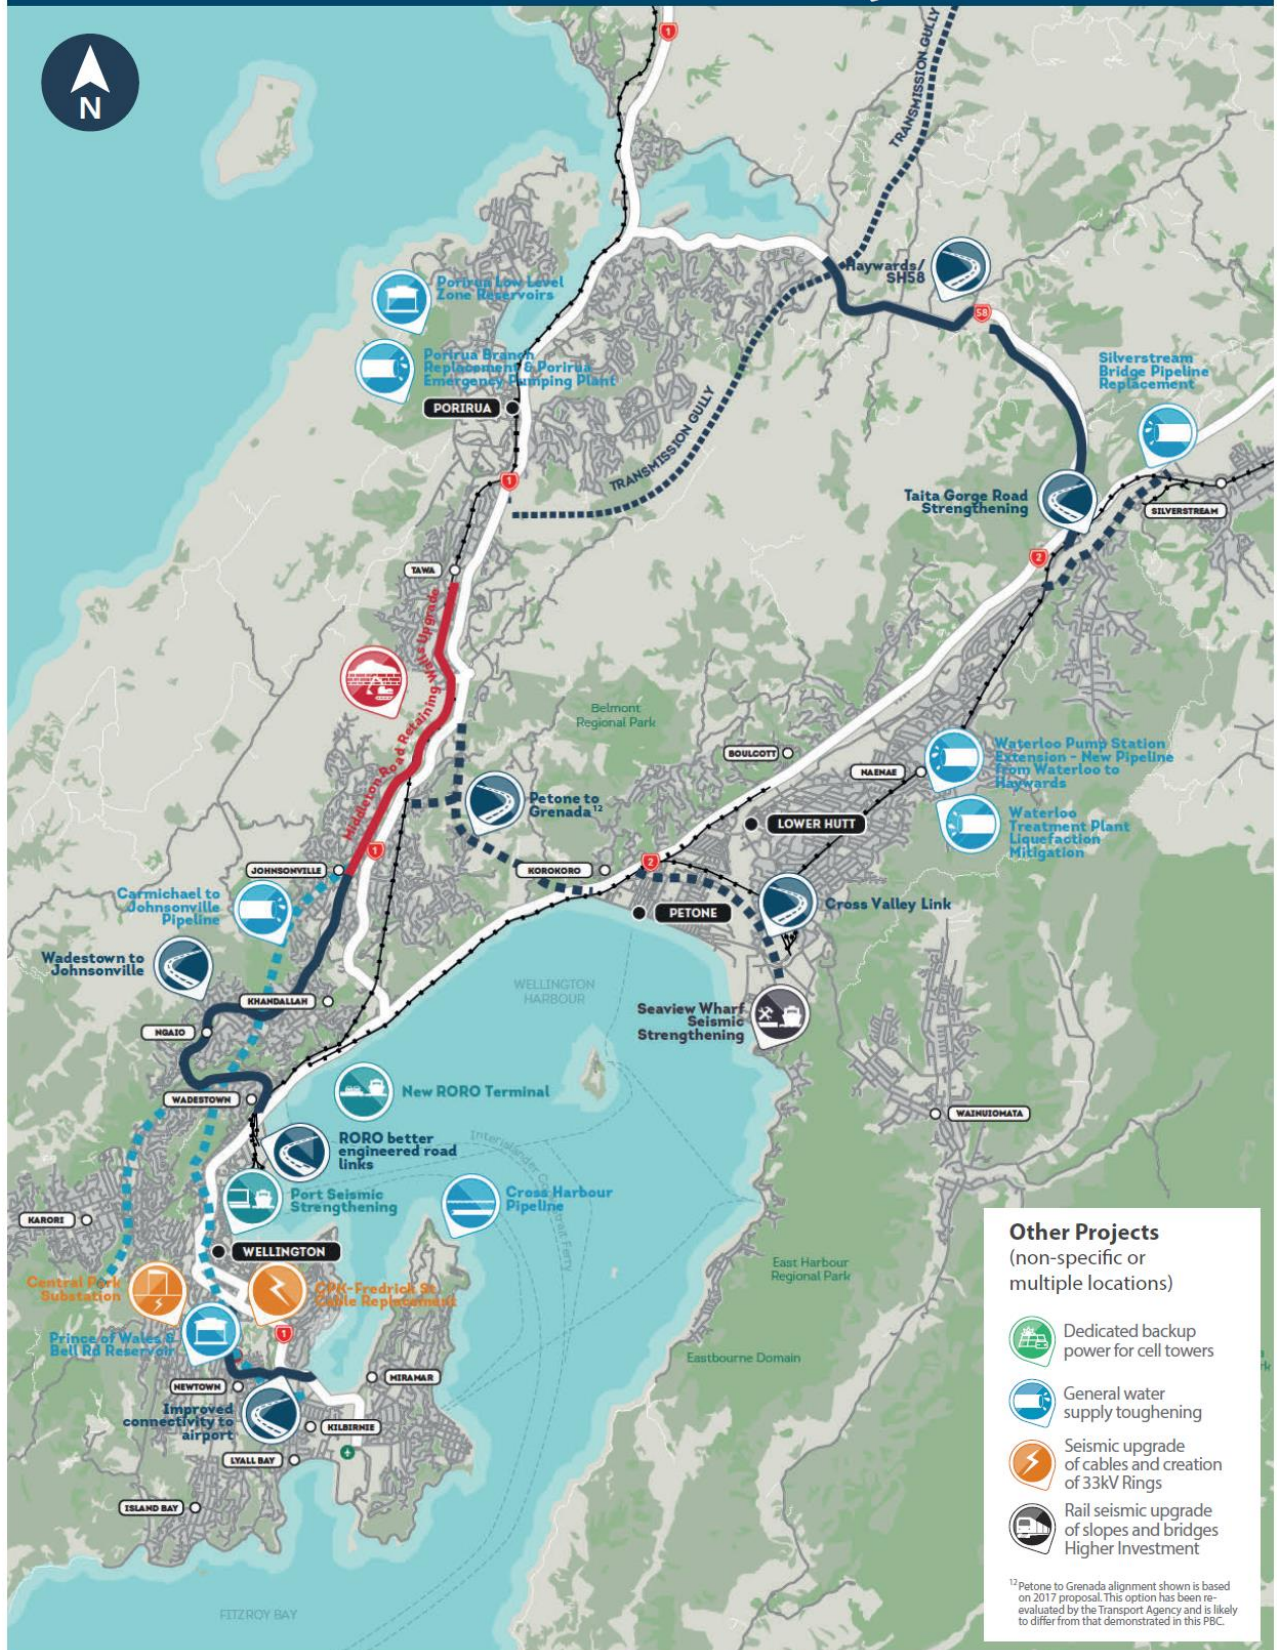 N
1
TRANSMISSION GULLY
Haywards/
SH58
58
Porirua Low Level
Zone Reservoirs
Porirua Branch
Replacement & Porirua
Emergency Pumping Plant
PORIRUA
Silverstream
Bridge Pipeline
Replacement
TRANSMISSION GULLY
1
Taita Gorge Road
Strengthening
SILVERSTREAM
2
TAWA
Middleton Road Retaining Walls Upgrade
Belmont
Regional Park
BOULCOTT
NAENAE
Waterloo Pump Station
Extension - New Pipeline
from Waterloo to
Haywards
Petone to
Grenada12
LOWER HUTT
Waterloo
Treatment Plant
Liquefaction
Mitigation
1
JOHNSONVILLE
KOROKORO
2
Carmichael to
Johnsonville
Pipeline
PETONE
Cross Valley Link
Wadestown to
Johnsonville
WELLINGTON
HARBOUR
KHANDALLAH
Seaview Wharf
Seismic
Strengthening
NGAIO
WADESTOWN
New RORO Terminal
WAINUIOMATA
RORO better
engineered road
links
Port Seismic
Strengthening
Cross Harbour
Pipeline
KARORI
WELLINGTON
Central Park
Substation
CPK-Fredrick St
Cable Replacement
East Harbour
Regional Park
Prince of Wales &
Bell Rd Reservoir
1
Eastbourne Domain
NEWTOWN
MIRAMAR
Improved
connectivity to
airport
KILBIRNIE
LYALL BAY
ISLAND BAY
FITZROY BAY
Other Projects
(non-specific or
multiple locations)
Dedicated backup
power for cell towers
General water
supply toughening
Seismic upgrade
of cables and creation
of 33kV Rings
Rail seismic upgrade
of slopes and bridges
Higher Investment
12Petone to Grenada alignment shown is based
on 2017 proposal. This option has been re-
evaluated by the Transport Agency and is likely
to differ from that demonstrated in this PBC.